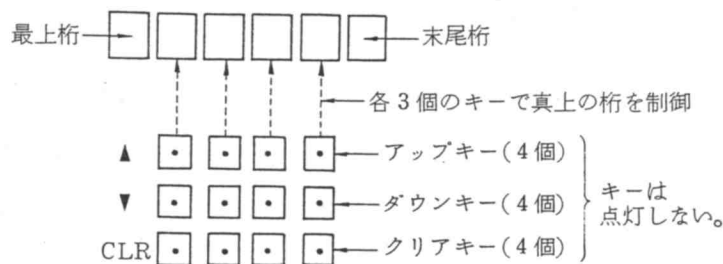 最上桁
末尾桁
各3個のキーで真上の桁を制御
▲ アップキー(4個)
▼ ダウンキー(4個)
CLR クリアキー(4個)
キーは
点灯しない。